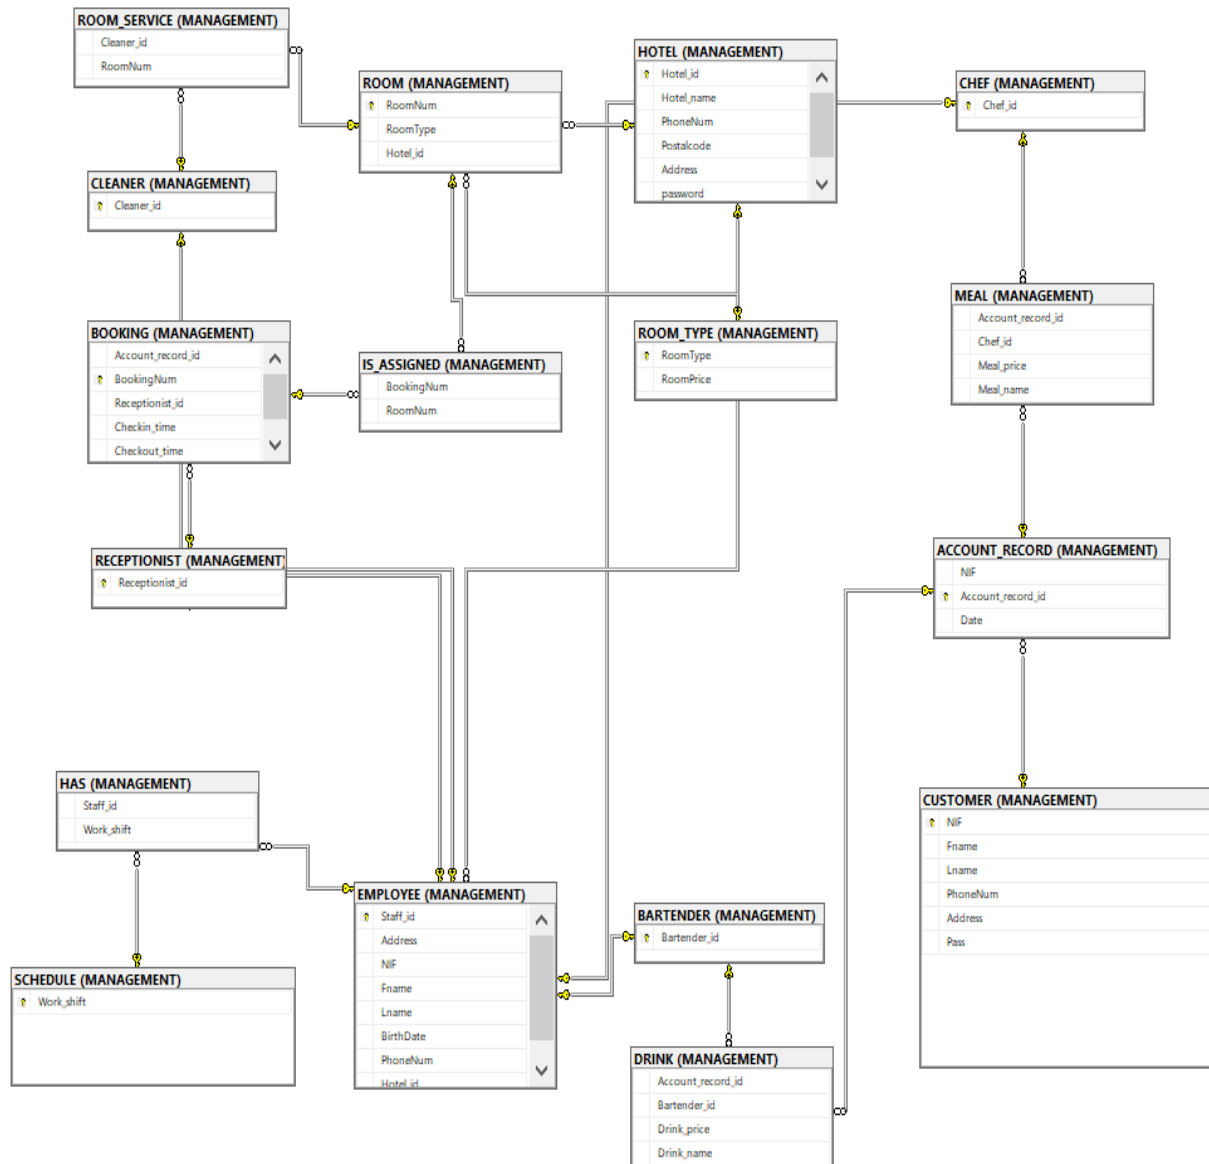 ROOM_SERVICE (MANAGEMENT)
Cleaner_id
RoomNum
ROOM (MANAGEMENT)
RoomNum
RoomType
Hotel_id
HOTEL (MANAGEMENT)
Hotel_id
Hotel_name
PhoneNum
Postalcode
Address
password
CHEF (MANAGEMENT)
Chef_id
CLEANER (MANAGEMENT)
Cleaner_id
BOOKING (MANAGEMENT)
Account_record_id
BookingNum
Receptionist_id
Checkin_time
Checkout_time
IS_ASSIGNED (MANAGEMENT)
BookingNum
RoomNum
ROOM_TYPE (MANAGEMENT)
RoomType
RoomPrice
MEAL (MANAGEMENT)
Account_record_id
Chef_id
Meal_price
Meal_name
RECEPTIONIST (MANAGEMENT)
Receptionist_id
ACCOUNT_RECORD (MANAGEMENT)
NIF
Account_record_id
Date
HAS (MANAGEMENT)
Staff_id
Work_shift
SCHEDULE (MANAGEMENT)
Work_shift
EMPLOYEE (MANAGEMENT)
Staff_id
Address
NIF
Fname
Lname
BirthDate
PhoneNum
Hotel_id
BARTENDER (MANAGEMENT)
Bartender_id
DRINK (MANAGEMENT)
Account_record_id
Bartender_id
Drink_price
Drink_name
CUSTOMER (MANAGEMENT)
NIF
Fname
Lname
PhoneNum
Address
Pass